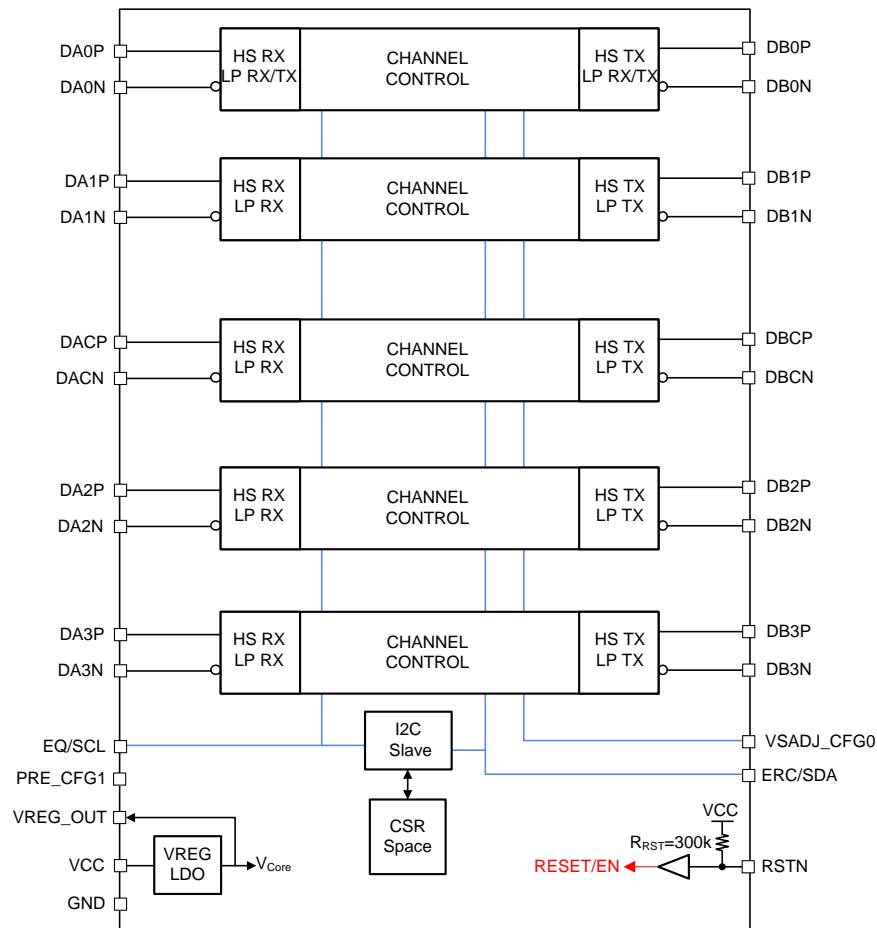 DA0P
DA0N
HS RX
LP RX/TX
CHANNEL
CONTROL
HS TX
LP RX/TX
DB0P
DB0N
DA1P
DA1N
HS RX
LP RX
CHANNEL
CONTROL
HS TX
LP TX
DB1P
DB1N
DACP
DACN
HS RX
LP RX
CHANNEL
CONTROL
HS TX
LP TX
DBCP
DBCN
DA2P
DA2N
HS RX
LP RX
CHANNEL
CONTROL
HS TX
LP TX
DB2P
DB2N
DA3P
DA3N
HS RX
LP RX
CHANNEL
CONTROL
HS TX
LP TX
DB3P
DB3N
EQ/SCL
I2C
Slave
VSADJ_CFG0
ERC/SDA
PRE_CFG1
VREG_OUT
CSR
Space
VCC
RRST=300k
VCC
VREG
LDO
VCore
RESET/EN
RSTN
GND